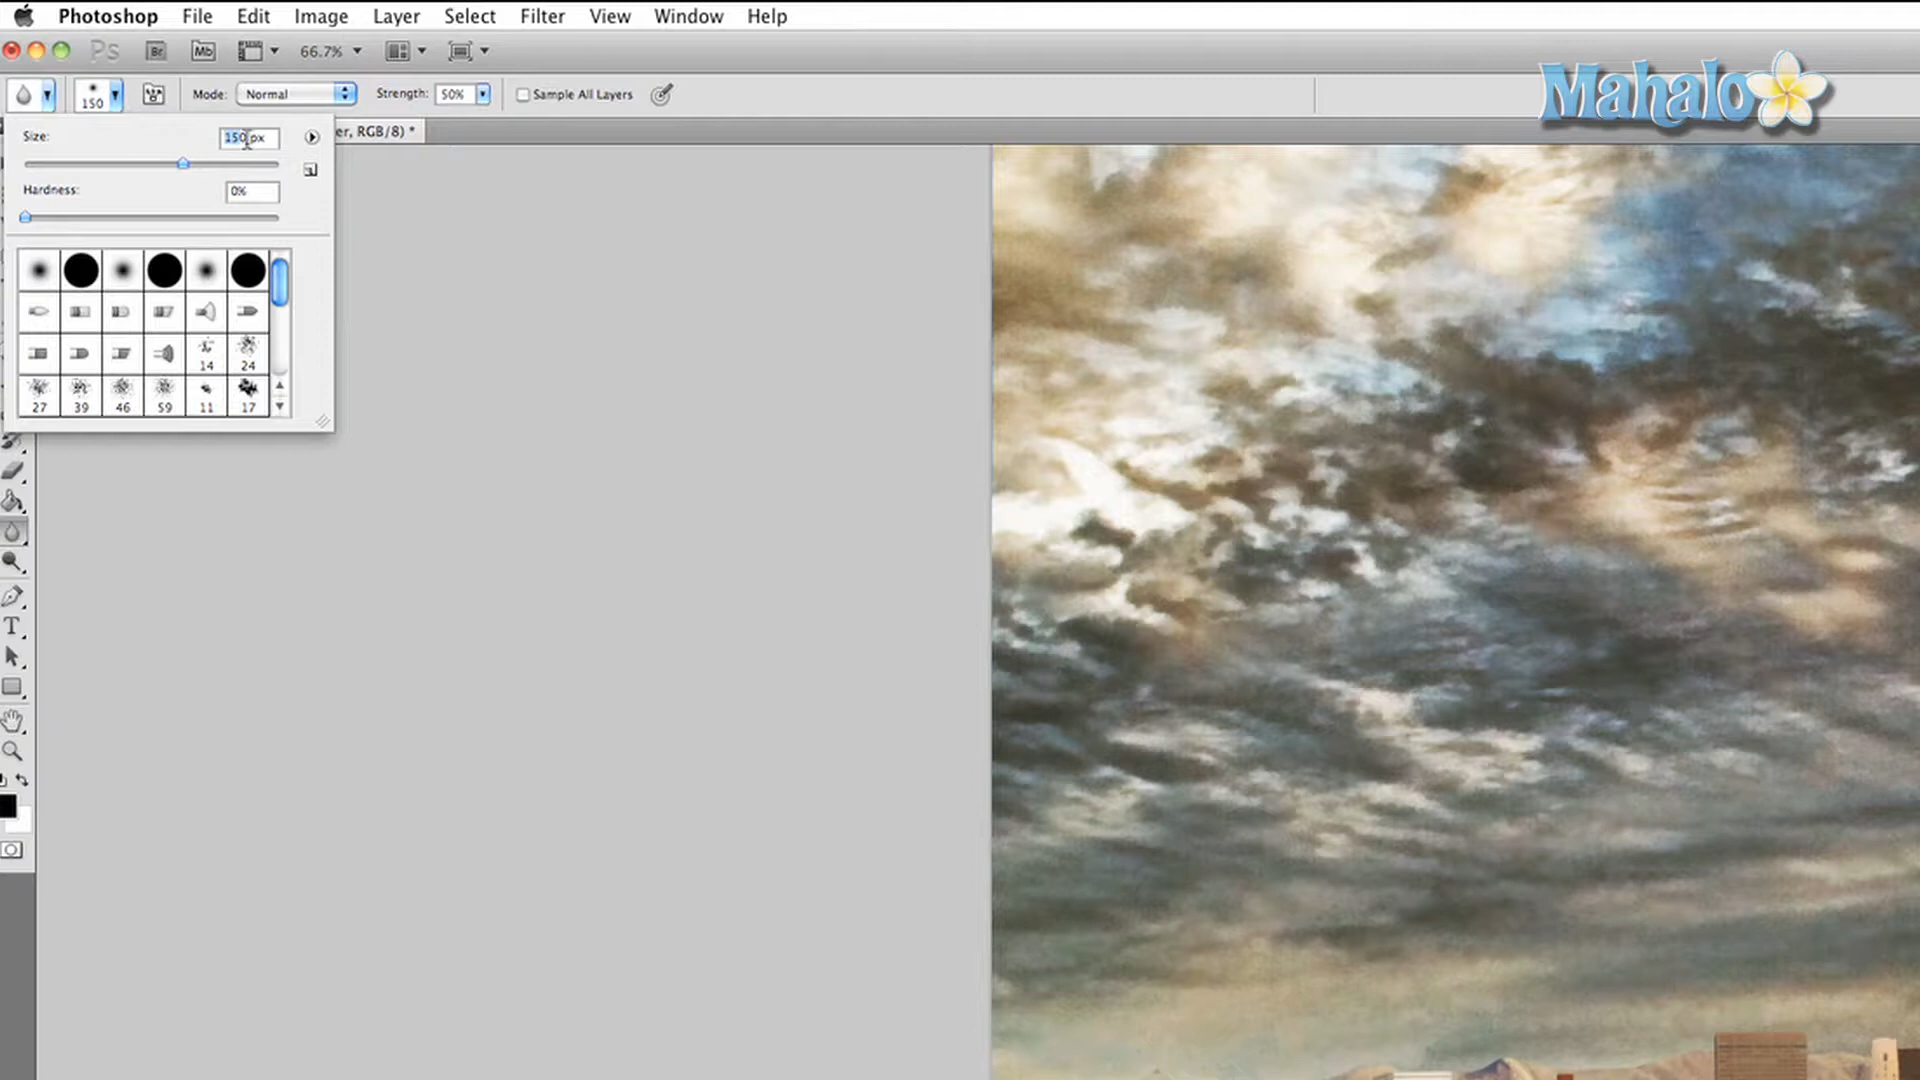 Photoshop File Edit Image Layer Select Filter View Window Help
Ps Br Mb 66.7%
150 Mode: Normal Strength: 50% Sample All Layers
Mahalo
Size: 150 px
er, RGB/8) *
Hardness: 0%
14 24
27 39 46 59 11 17
T